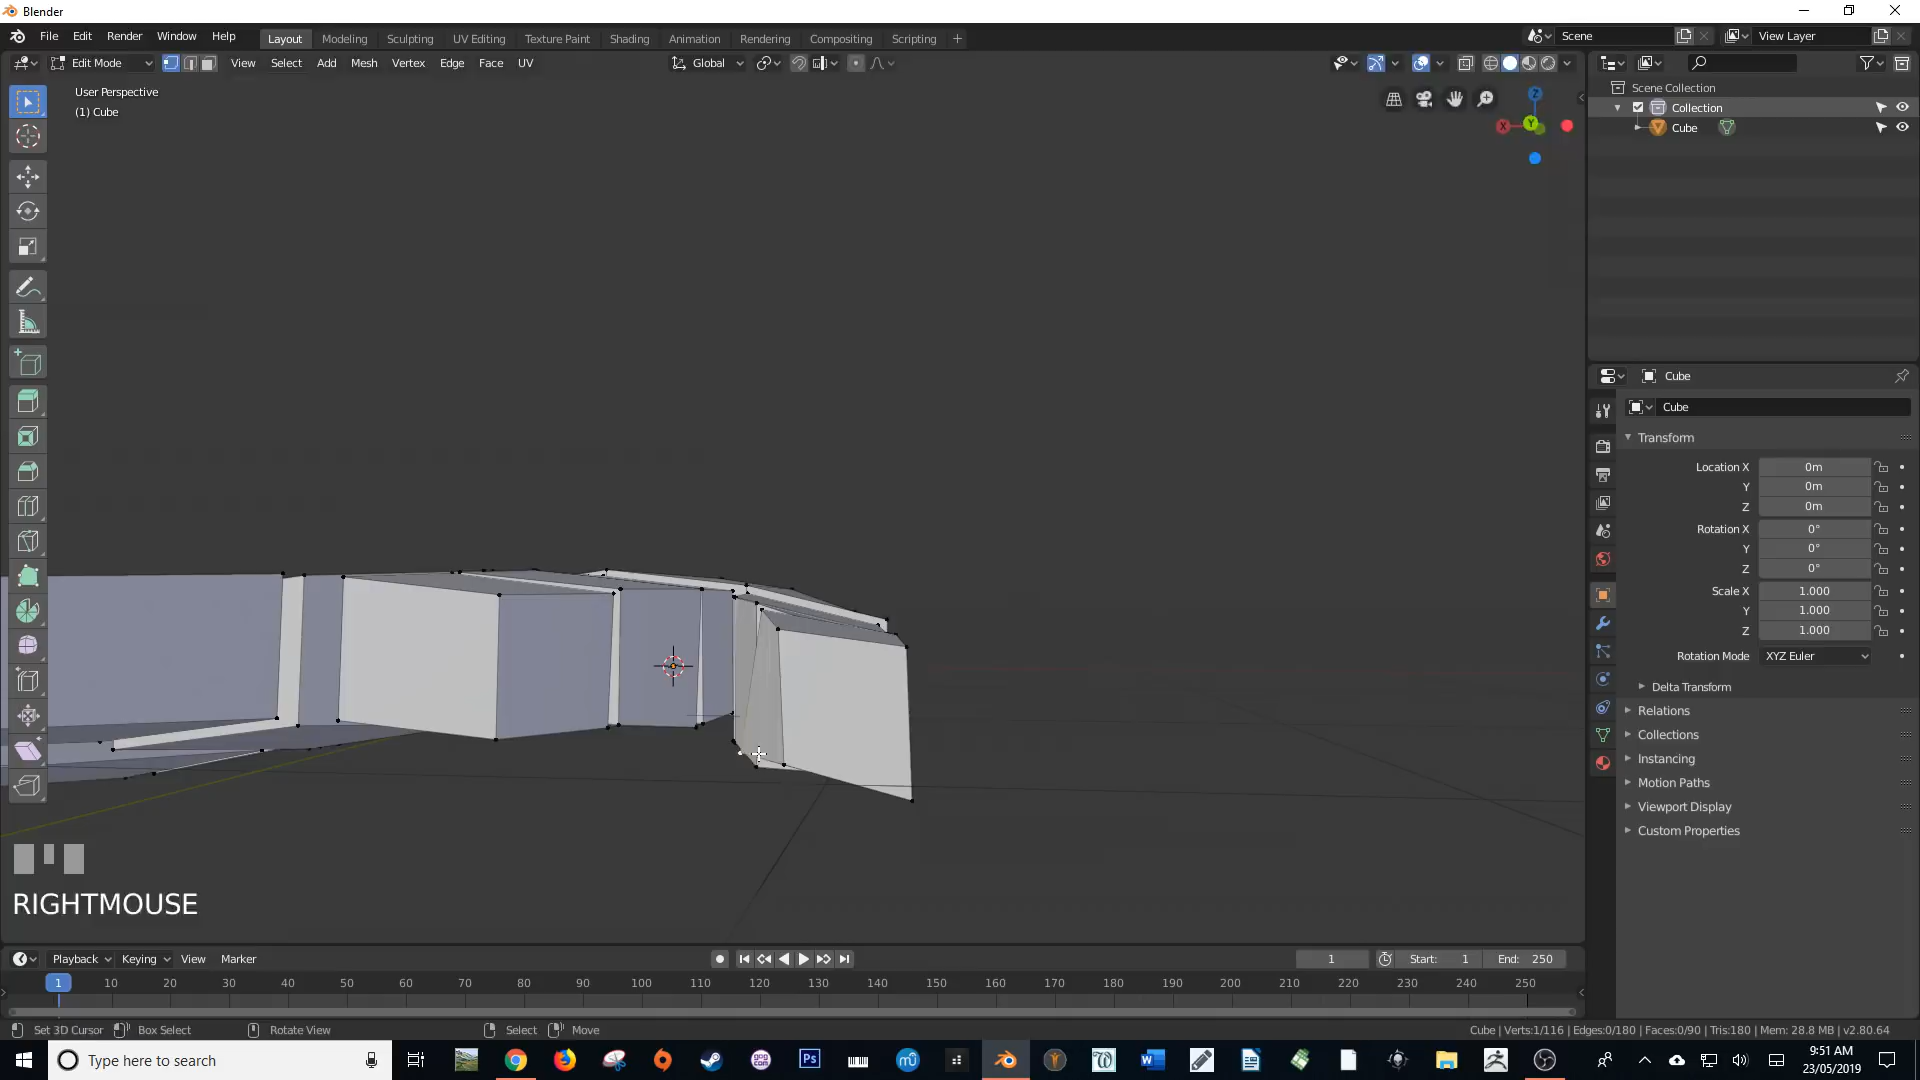 Blender
File Edit Render Window Help Layout Modeling Sculpting UV Editing Texture Paint Shading Animation Rendering Compositing Scripting + Scene View Layer
Edit Mode View Select Add Mesh Vertex Edge Face UV Global
User Perspective
(1) Cube
Z
X
Y
Scene Collection
Collection
Cube
Cube
Cube
Transform
Location X 0m
Y 0m
Z 0m
Rotation X 0°
Y 0°
Z 0°
Scale X 1.000
Y 1.000
Z 1.000
Rotation Mode XYZ Euler
Delta Transform
Relations
Collections
Instancing
Motion Paths
Viewport Display
Custom Properties
RIGHTMOUSE
Playback Keying View Marker 1 Start: 1 End: 250
1 10 20 30 40 50 60 70 80 90 100 110 120 130 140 150 160 170 180 190 200 210 220 230 240 250
Set 3D Cursor Box Select Rotate View Select Move Cube | Verts:1/116 | Edges:0/180 | Faces:0/90 | Tris:180 | Mem: 28.8 MB | v2.80.64
Type here to search
Ps
9:51 AM
23/05/2019